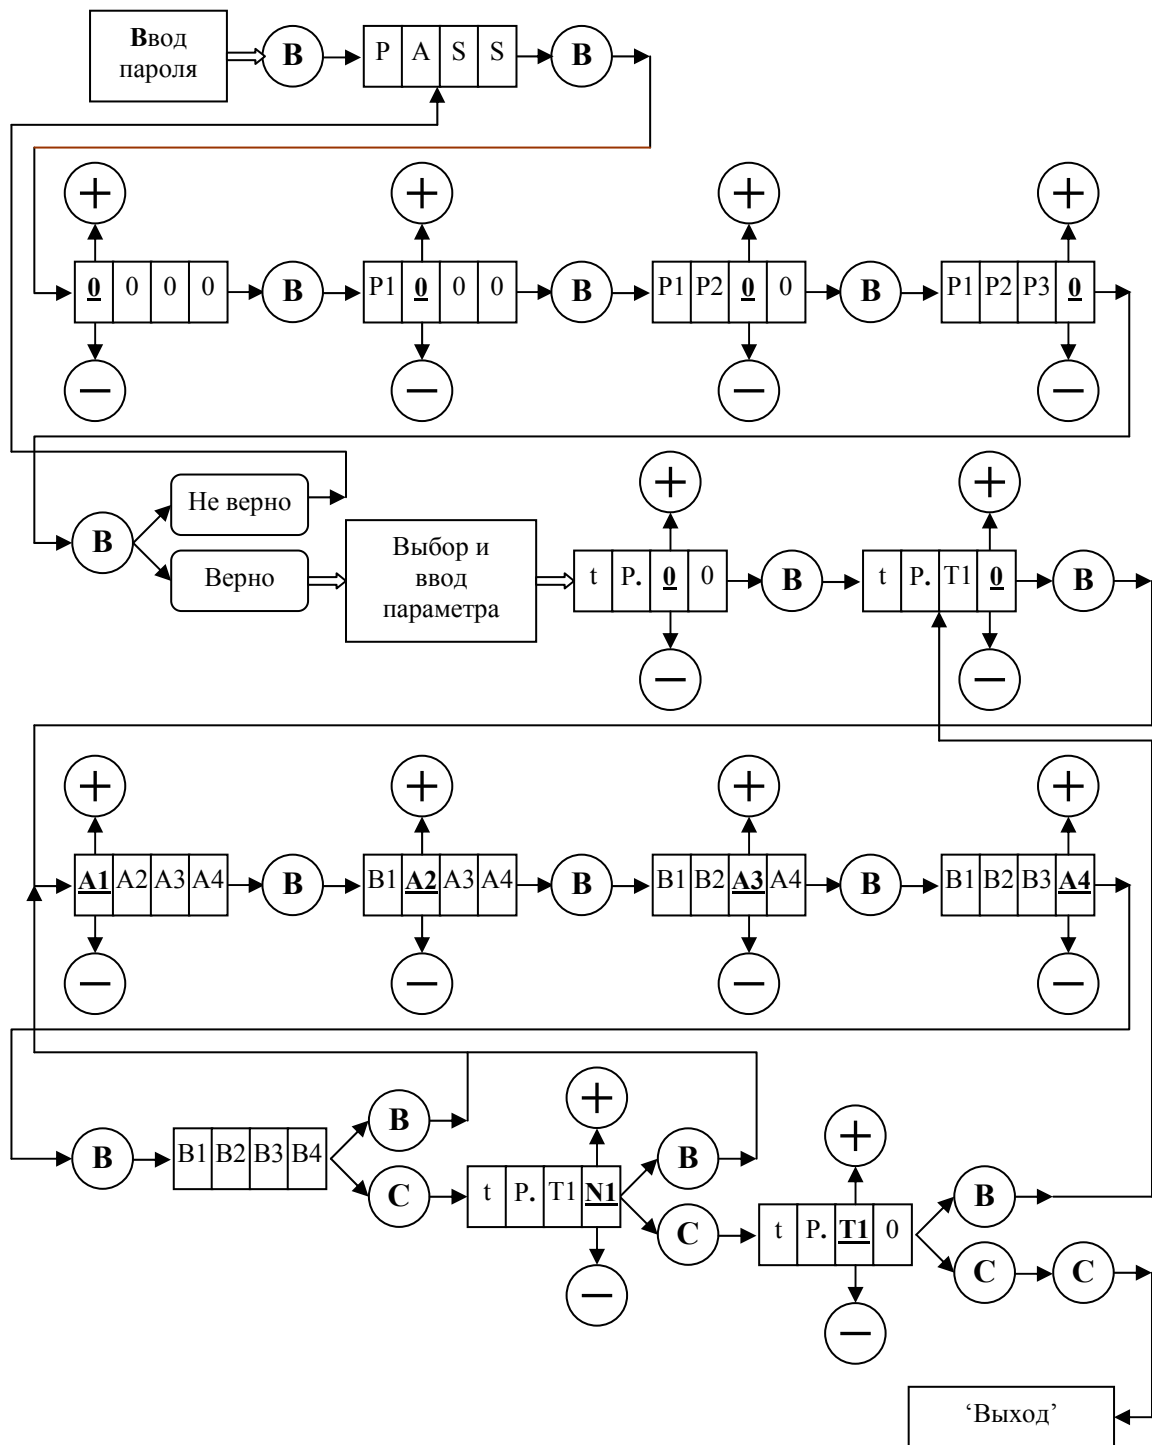 Ввод
пароля
В
P A S S
В
+ + + +
0 0 0 0
В
P1 0 0 0
В
P1 P2 0 0
В
P1 P2 P3 0
− − − −
Не верно
В
Верно
Выбор и
ввод
параметра
+ +
t P. 0 0
В
t P. T1 0
В
− −
+ + + +
A1 A2 A3 A4
В
B1 A2 A3 A4
В
B1 B2 A3 A4
В
B1 B2 B3 A4
− − − −
В
B1 B2 B3 B4
В
С
+
t P. T1 N1
−
В
С
+
t P. T1 0
−
В
С
С
‘Выход’